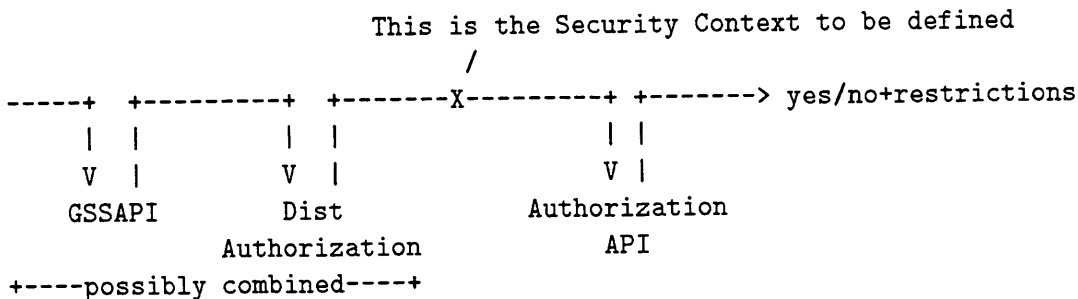 This is the Security Context to be defined
/
-----+ +----------+ +-------X---------+ +-------> yes/no+restrictions
| | | | | |
V | V | V |
GSSAPI Dist Authorization
Authorization API
+----possibly combined----+